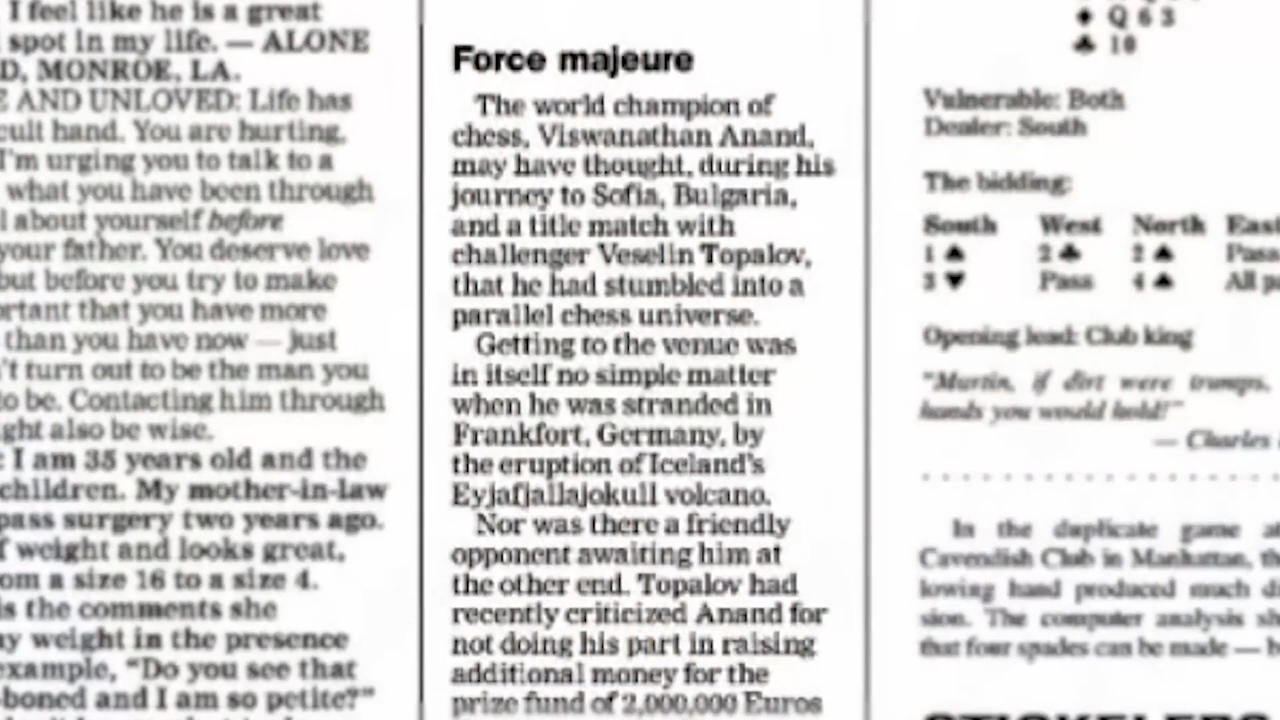 I feel like he is a great
spot in my life. — ALONE
D, MONROE, LA.
E AND UNLOVED: Life has
cult hand. You are hurting.
I'm urging you to talk to a
what you have been through
l about yourself before
your father. You deserve love
but before you try to make
ortant that you have more
than you have now — just
't turn out to be the man you
to be. Contacting him through
ght also be wise.
: I am 35 years old and the
children. My mother-in-law
pass surgery two years ago.
f weight and looks great,
om a size 16 to a size 4.
is the comments she
ny weight in the presence
example, “Do you see that
-boned and I am so petite?”
Force majeure
The world champion of
chess, Viswanathan Anand,
may have thought, during his
journey to Sofia, Bulgaria,
and a title match with
challenger Veselin Topalov,
that he had stumbled into a
parallel chess universe.
Getting to the venue was
in itself no simple matter
when he was stranded in
Frankfort, Germany, by
the eruption of Iceland's
Eyjafjallajokull volcano.
Nor was there a friendly
opponent awaiting him at
the other end. Topalov had
recently criticized Anand for
not doing his part in raising
additional money for the
prize fund of 2,000,000 Euros
♦ Q 6 3
♣ 10
Vulnerable: Both
Dealer: South
The bidding:
South West North East
1 ♠ 2 ♣ 2 ♠ Pass
3 ♥ Pass 4 ♠ All pa
Opening lead: Club king
"Martin, if dirt were trumps,
hands you would hold!"
— Charles
In the duplicate game a
Cavendish Club in Manhattan, th
lowing hand produced much di
sion. The computer analysis sh
that four spades can be made — b